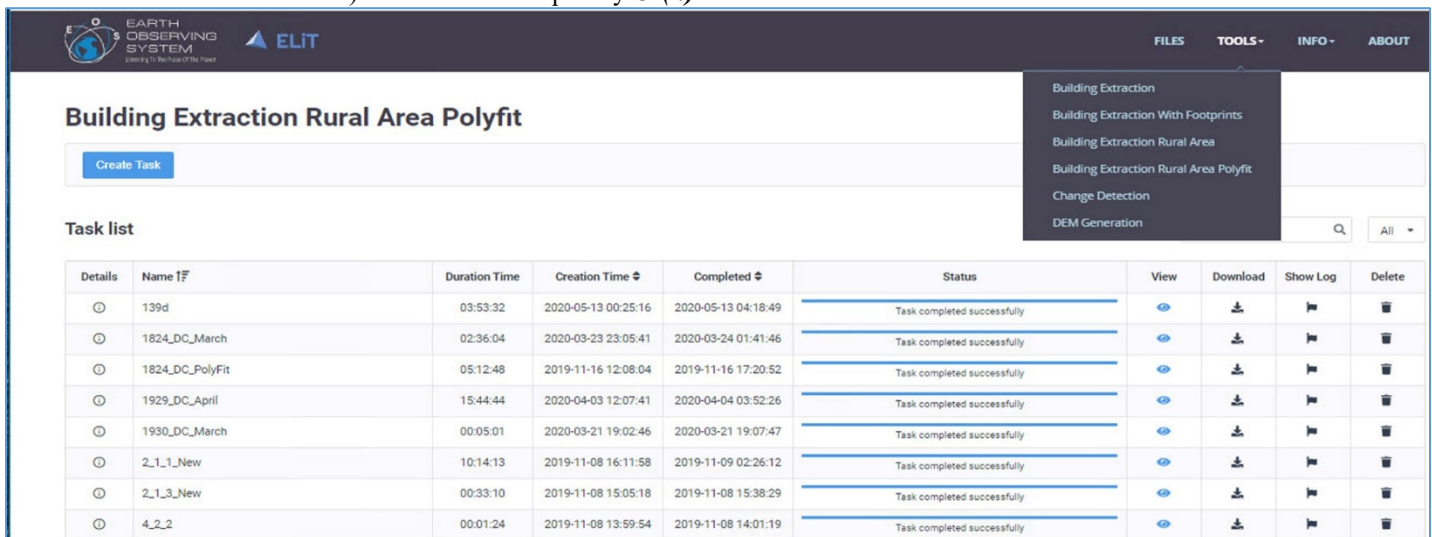 EARTH
OBSERVING
SYSTEM
E O S
ELiT
FILES TOOLS INFO ABOUT
Building Extraction
Building Extraction With Footprints
Building Extraction Rural Area
Building Extraction Rural Area Polyfit
Change Detection
DEM Generation
Building Extraction Rural Area Polyfit
Create Task
Task list
All
Details Name Duration Time Creation Time Completed Status View Download Show Log Delete
139d 03:53:32 2020-05-13 00:25:16 2020-05-13 04:18:49 Task completed successfully
1824_DC_March 02:36:04 2020-03-23 23:05:41 2020-03-24 01:41:46 Task completed successfully
1824_DC_PolyFit 05:12:48 2019-11-16 12:08:04 2019-11-16 17:20:52 Task completed successfully
1929_DC_April 15:44:44 2020-04-03 12:07:41 2020-04-04 03:52:26 Task completed successfully
1930_DC_March 00:05:01 2020-03-21 19:02:46 2020-03-21 19:07:47 Task completed successfully
2_1_1_New 10:14:13 2019-11-08 16:11:58 2019-11-09 02:26:12 Task completed successfully
2_1_3_New 00:33:10 2019-11-08 15:05:18 2019-11-08 15:38:29 Task completed successfully
4_2_2 00:01:24 2019-11-08 13:59:54 2019-11-08 14:01:19 Task completed successfully